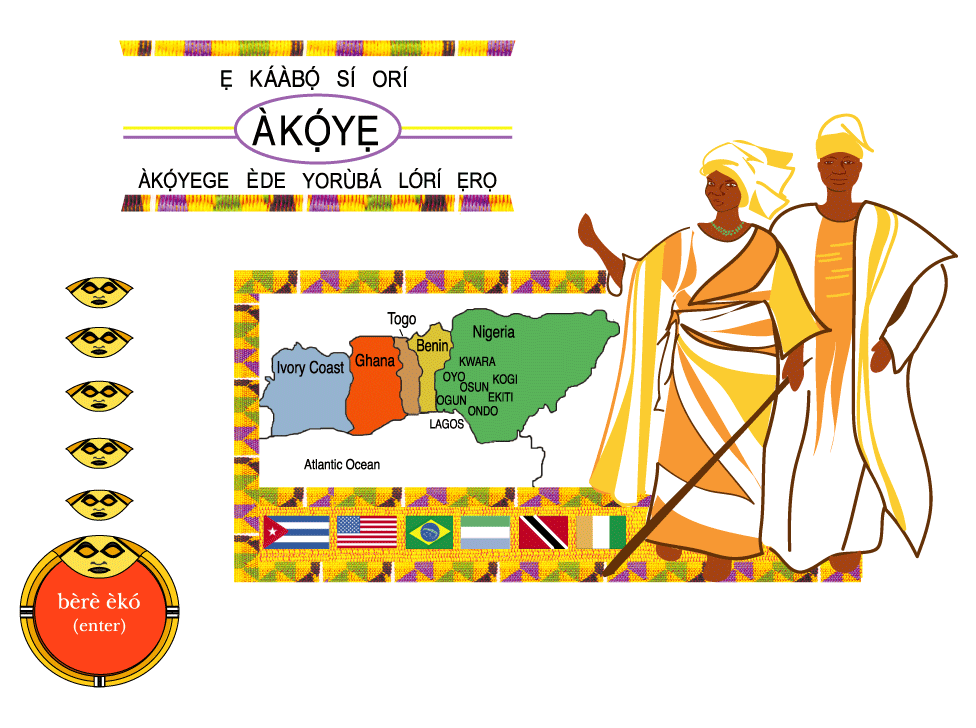 Ẹ KÁÀBỌ́ SÍ ORÍ
ÀKỌ́YẸ
ÀKỌ́YEGE ÈDE YORÙBÁ LÓRÍ ẸRỌ
Togo
Nigeria
Benin
Ghana
Ivory Coast
KWARA
OYO
KOGI
OSUN
EKITI
OGUN
ONDO
LAGOS
Atlantic Ocean
bèrè èkó
(enter)